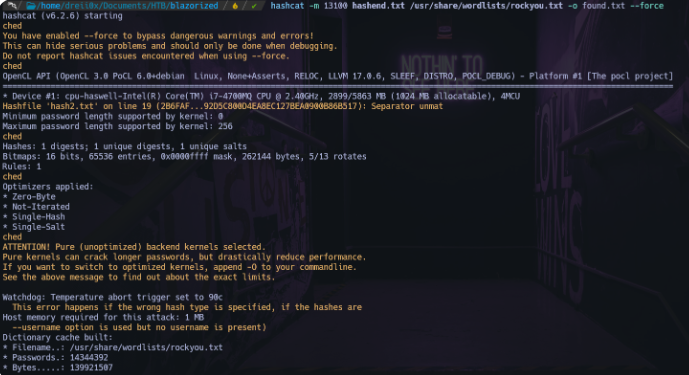 /home/dreii0x/Documents/HTB/blazorized hashcat -m 13100 hashend.txt /usr/share/wordlists/rockyou.txt -o found.txt --force
hashcat (v6.2.6) starting
ched
You have enabled --force to bypass dangerous warnings and errors!
This can hide serious problems and should only be done when debugging.
Do not report hashcat issues encountered when using --force.
ched
OpenCL API (OpenCL 3.0 PoCL 6.0+debian Linux, None+Asserts, RELOC, LLVM 17.0.6, SLEEF, DISTRO, POCL_DEBUG) - Platform #1 [The pocl project]
* Device #1: cpu-haswell-Intel(R) Core(TM) i7-4700MQ CPU @ 2.40GHz, 2899/5863 MB (1024 MB allocatable), 4MCU
Hashfile 'hash2.txt' on line 19 (2B6FAF...92D5C800D4EA8EC127BEA0900B86B517): Separator unmat
Minimum password length supported by kernel: 0
Maximum password length supported by kernel: 256
ched
Hashes: 1 digests; 1 unique digests, 1 unique salts
Bitmaps: 16 bits, 65536 entries, 0x0000ffff mask, 262144 bytes, 5/13 rotates
Rules: 1
ched
Optimizers applied:
* Zero-Byte
* Not-Iterated
* Single-Hash
* Single-Salt
ched
ATTENTION! Pure (unoptimized) backend kernels selected.
Pure kernels can crack longer passwords, but drastically reduce performance.
If you want to switch to optimized kernels, append -O to your commandline.
See the above message to find out about the exact limits.
Watchdog: Temperature abort trigger set to 90c
This error happens if the wrong hash type is specified, if the hashes are
Host memory required for this attack: 1 MB
--username option is used but no username is present)
Dictionary cache built:
* Filename..: /usr/share/wordlists/rockyou.txt
* Passwords.: 14344392
* Bytes.....: 139921507